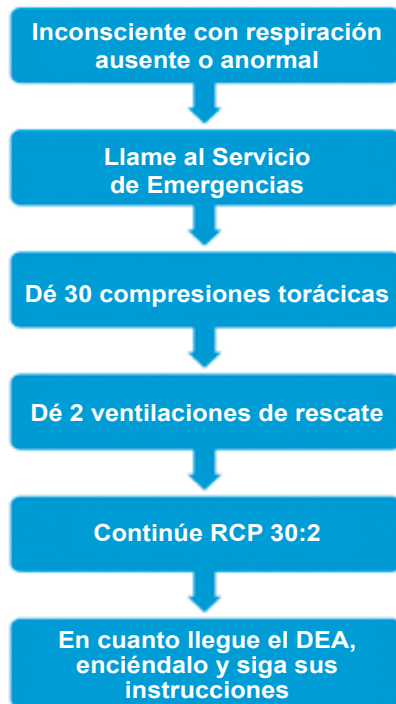 Inconsciente con respiración
ausente o anormal
Llame al Servicio
de Emergencias
Dé 30 compresiones torácicas
Dé 2 ventilaciones de rescate
Continúe RCP 30:2
En cuanto llegue el DEA,
enciéndalo y siga sus
instrucciones